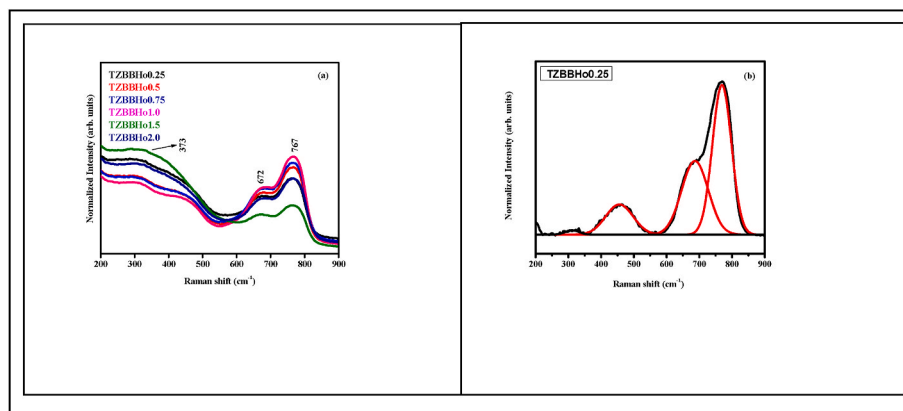 (a)
TZBBHo0.25
TZBBHo0.5
TZBBHo0.75
TZBBHo1.0
TZBBHo1.5
TZBBHo2.0
373
672
767
Normalized Intensity (arb. units)
200 300 400 500 600 700 800 900
Raman shift (cm⁻¹)
TZBBHo0.25
(b)
Normalized Intensity (arb. units)
200 300 400 500 600 700 800 900
Raman shift (cm⁻¹)